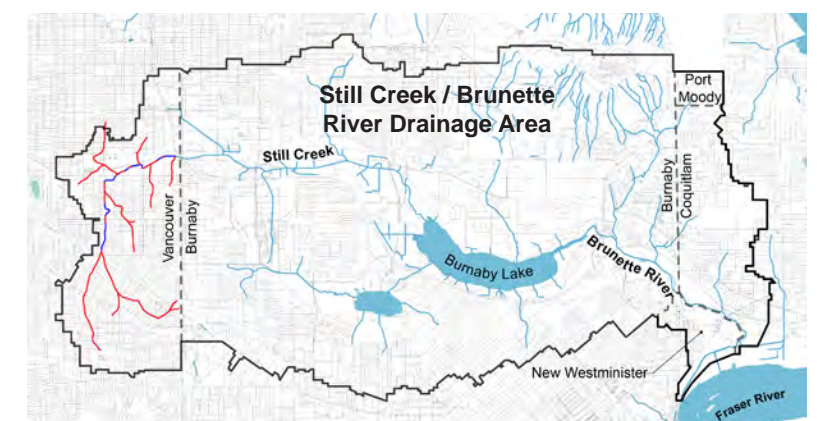 Still Creek / Brunette
River Drainage Area
Port
Moody
Still Creek
Vancouver
Burnaby
Burnaby
Coquitlam
Burnaby Lake
Brunette River
New Westminister
Fraser River